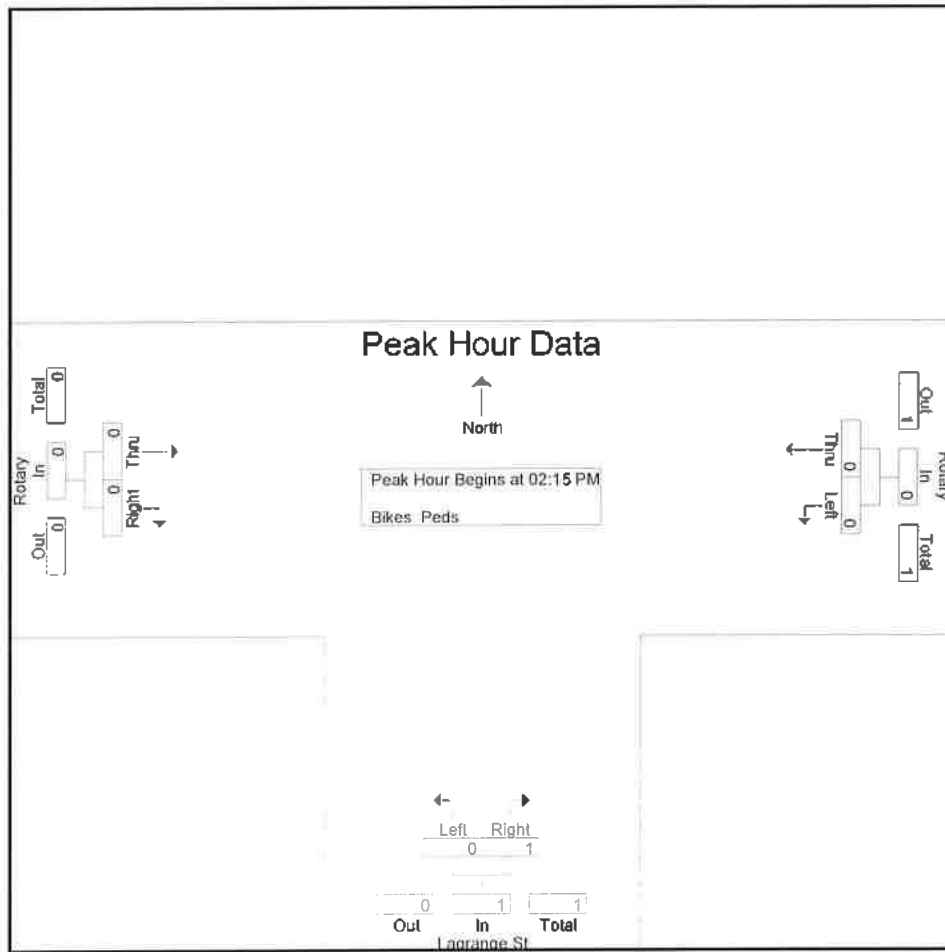 Peak Hour Data
North
Peak Hour Begins at 02:15 PM
Bikes Peds
Rotary
Total
0
In
0
Out
0
Thru
0
Right
0
Thru
0
Left
0
Out
1
In
0
Total
1
Rotary
Left Right
0 1
0 1 1
Out In Total
Lagrange St